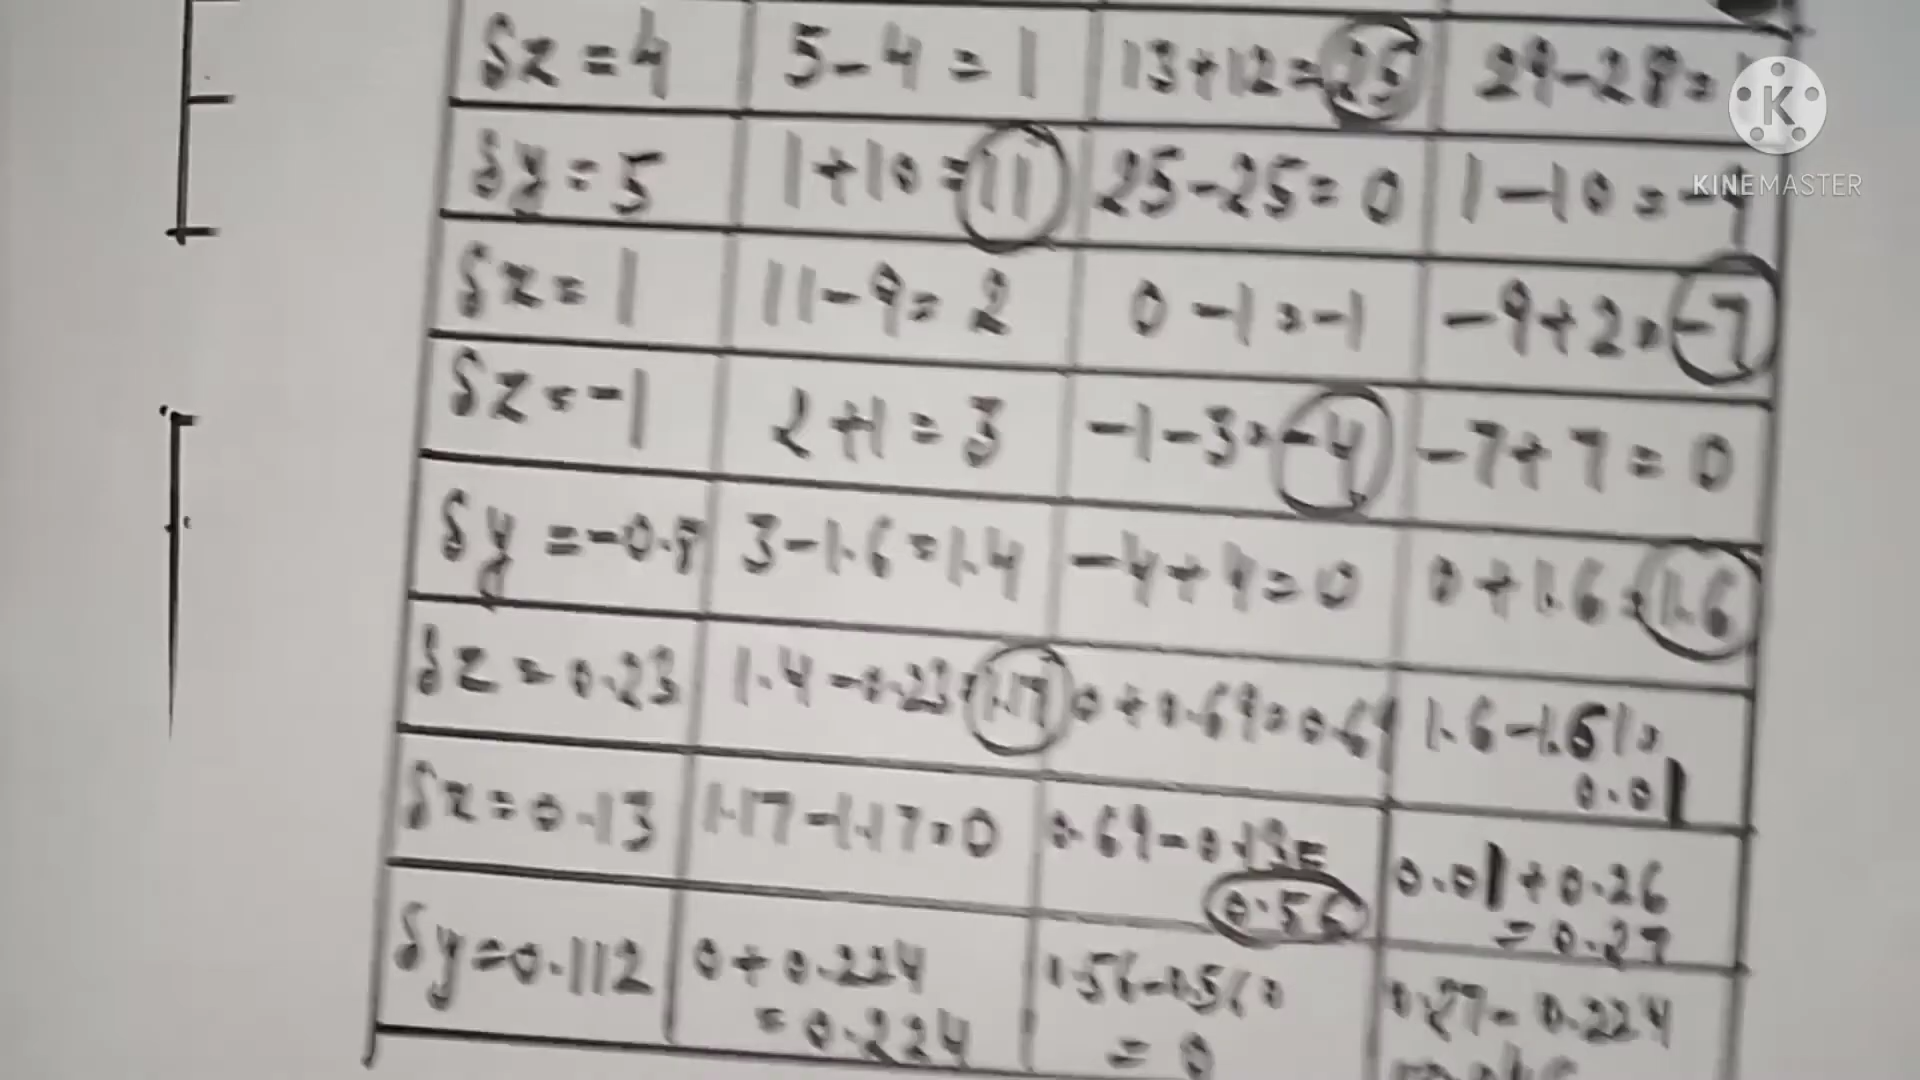 δz = 4 5 - 4 = 1 13 + 12 = 25 29 - 28 =
δy = 5 1 + 10 = 11 25 - 25 = 0 1 - 10 = -9
δx = 1 11 - 9 = 2 0 - 1 = -1 -9 + 2 = -7
δz = -1 2 + 1 = 3 -1 - 3 = -4 -7 + 7 = 0
δy = -0.8 3 - 1.6 = 1.4 -4 + 4 = 0 0 + 1.6 = 1.6
δz = 0.23 1.4 - 0.23 = 1.17 0 + 0.69 = 0.69 1.6 - 1.61 =
0.01
δx = 0.13 1.17 - 1.17 = 0 0.69 - 0.13 =
0.56
0.01 + 0.26
= 0.27
δy = 0.112 0 + 0.224
= 0.224
0.56 - 0.56 =
= 0
0.27 - 0.224
KINEMASTER